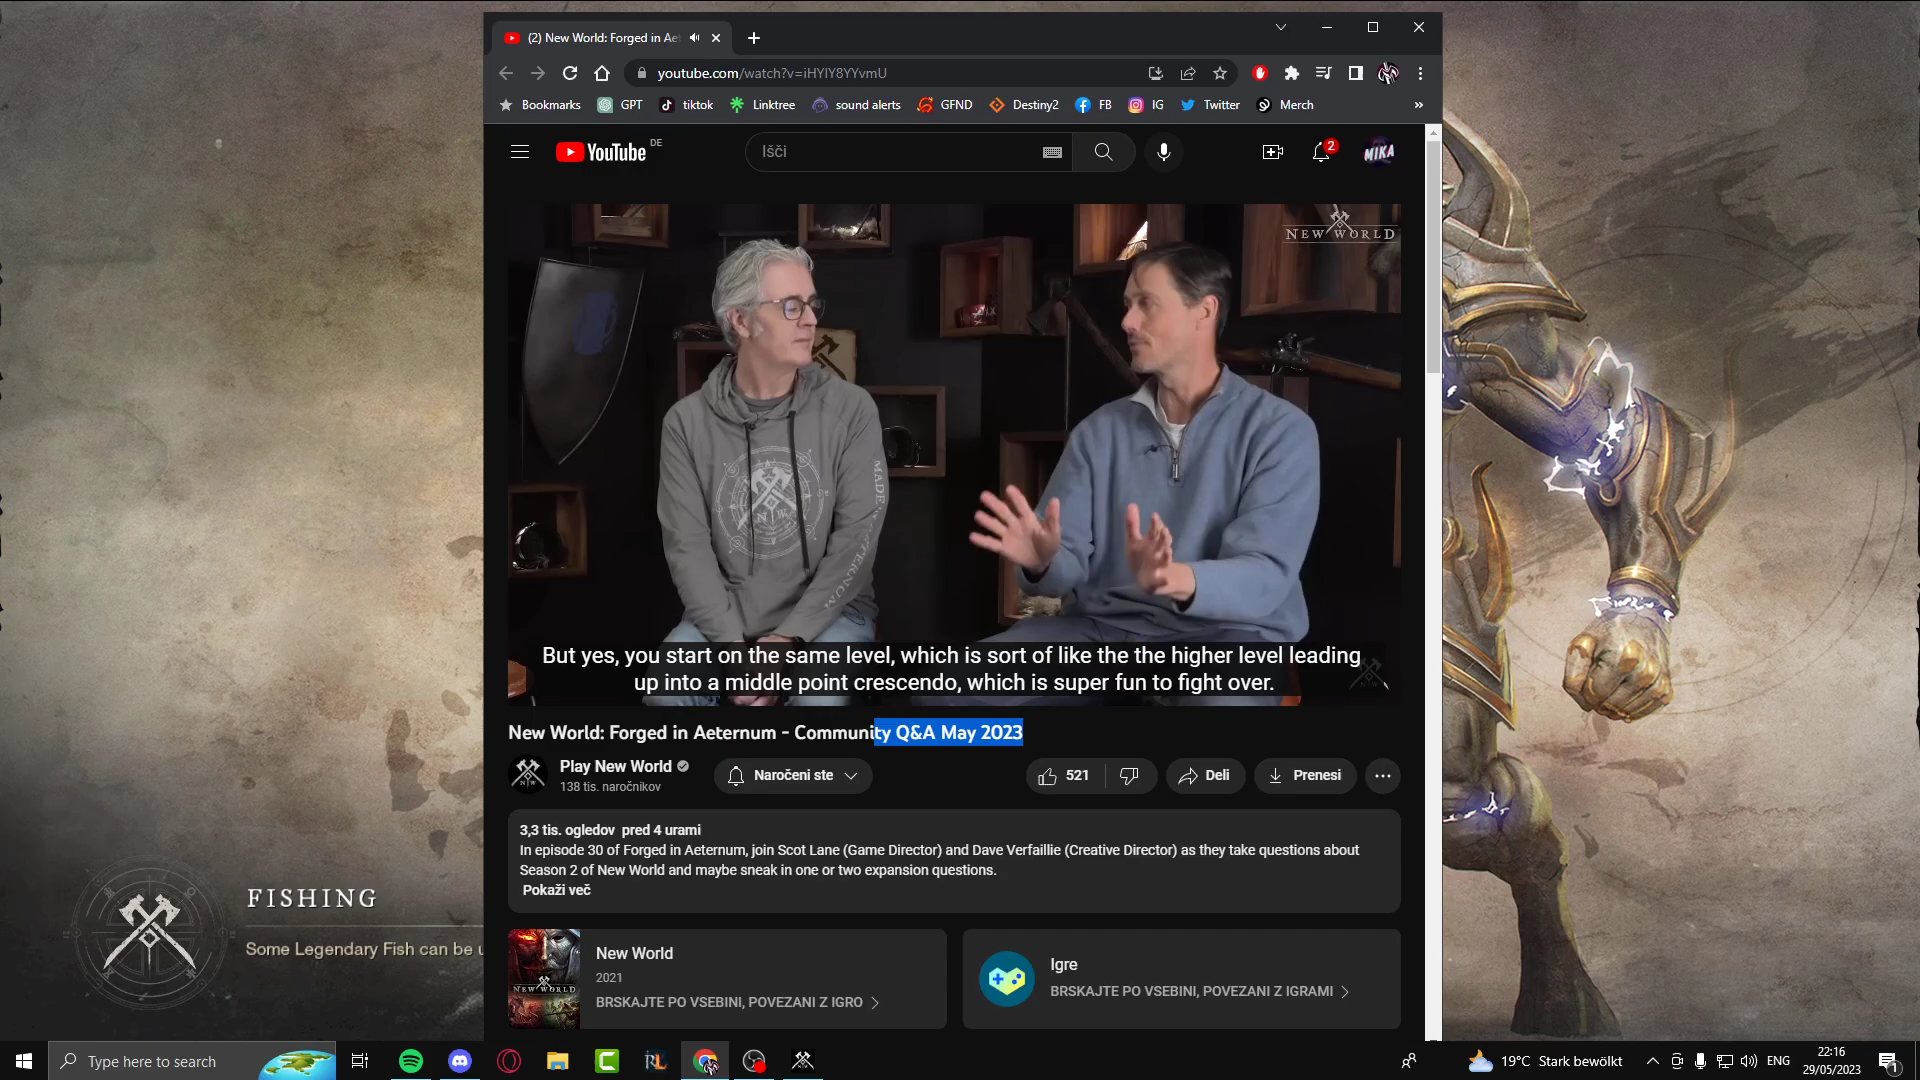 (2) New World: Forged in Ae
youtube.com/watch?v=iHYIY8YYvmU
Bookmarks GPT tiktok Linktree sound alerts GFND Destiny2 FB IG Twitter Merch »
YouTube DE
Išči
2
MIKA
NEW WORLD
MADE
AETERNUM
N W
But yes, you start on the same level, which is sort of like the the higher level leading
up into a middle point crescendo, which is super fun to fight over.
New World: Forged in Aeternum - Community Q&A May 2023
Play New World
138 tis. naročnikov
Naročeni ste
521
Deli
Prenesi
3,3 tis. ogledov pred 4 urami
In episode 30 of Forged in Aeternum, join Scot Lane (Game Director) and Dave Verfaillie (Creative Director) as they take questions about
Season 2 of New World and maybe sneak in one or two expansion questions.
Pokaži več
New World
2021
BRSKAJTE PO VSEBINI, POVEZANI Z IGRO
NEW WORLD
Igre
BRSKAJTE PO VSEBINI, POVEZANI Z IGRAMI
FISHING
Some Legendary Fish can be u
Type here to search
19°C Stark bewölkt
ENG
22:16
29/05/2023
1